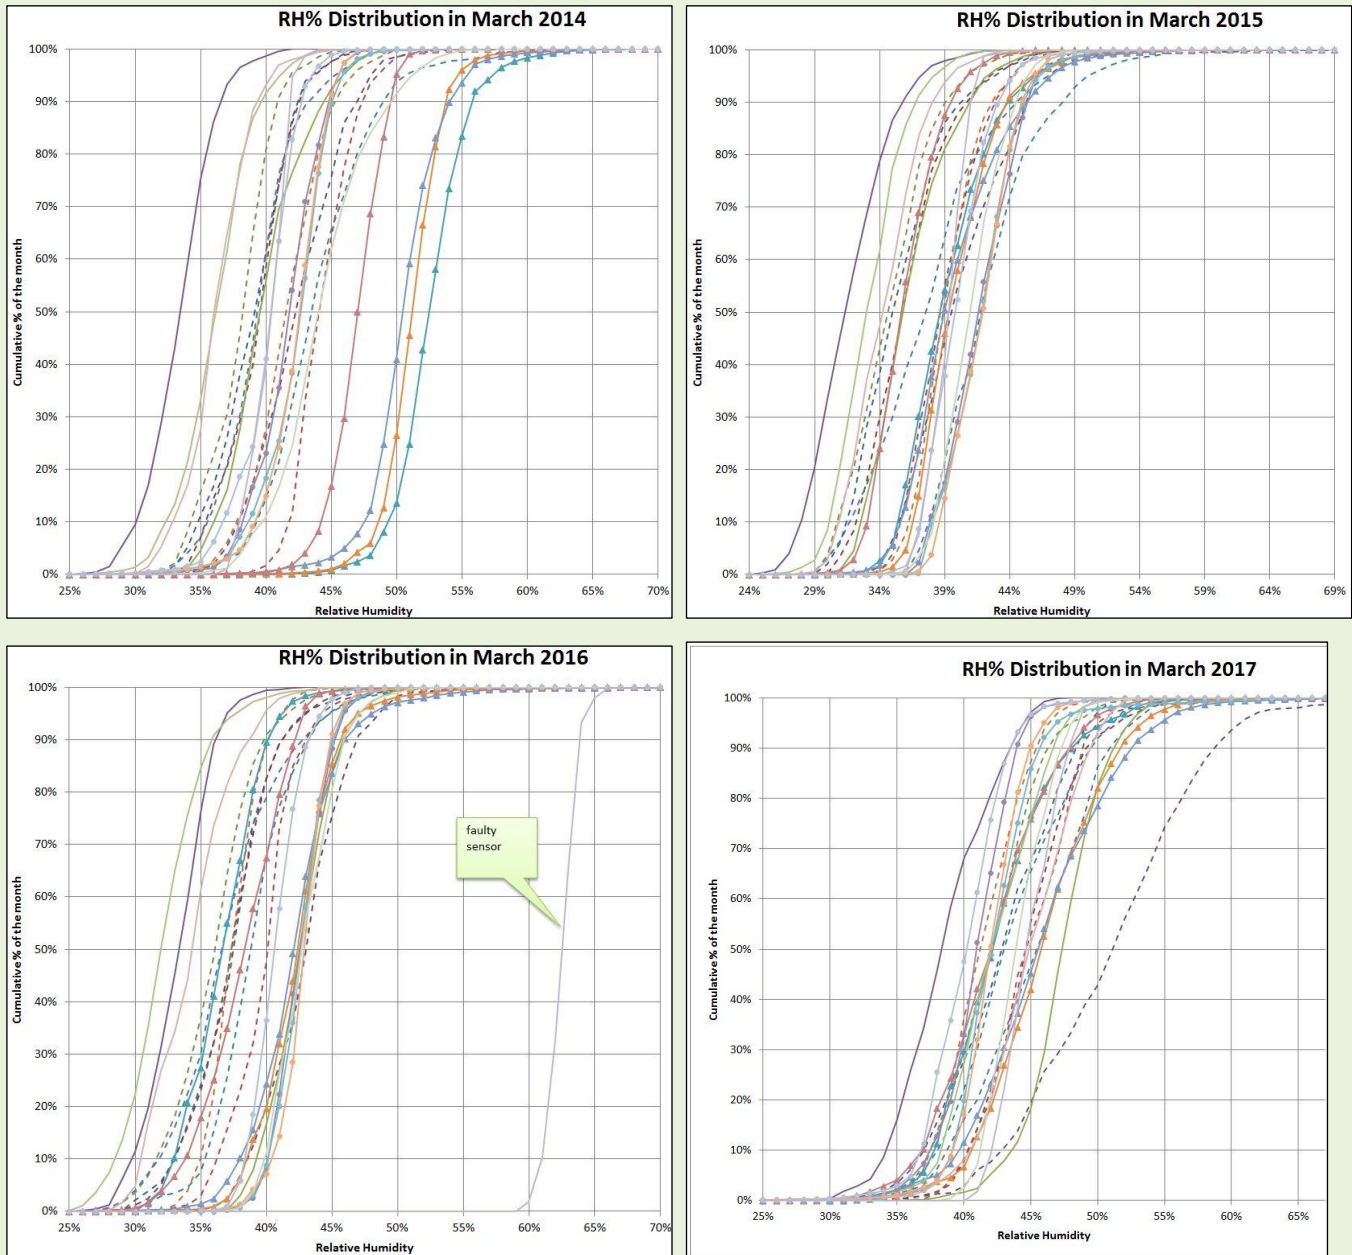 RH% Distribution in March 2014
100%
90%
80%
70%
60%
50%
40%
30%
20%
10%
0%
Cumulative % of the month
25% 30% 35% 40% 45% 50% 55% 60% 65% 70%
Relative Humidity
RH% Distribution in March 2015
100%
90%
80%
70%
60%
50%
40%
30%
20%
10%
0%
Cumulative % of the month
24% 29% 34% 39% 44% 49% 54% 59% 64% 69%
Relative Humidity
RH% Distribution in March 2016
100%
90%
80%
70%
60%
50%
40%
30%
20%
10%
0%
Cumulative % of the month
faulty
sensor
25% 30% 35% 40% 45% 50% 55% 60% 65% 70%
Relative Humidity
RH% Distribution in March 2017
100%
90%
80%
70%
60%
50%
40%
30%
20%
10%
0%
Cumulative % of the month
25% 30% 35% 40% 45% 50% 55% 60% 65%
Relative Humidity